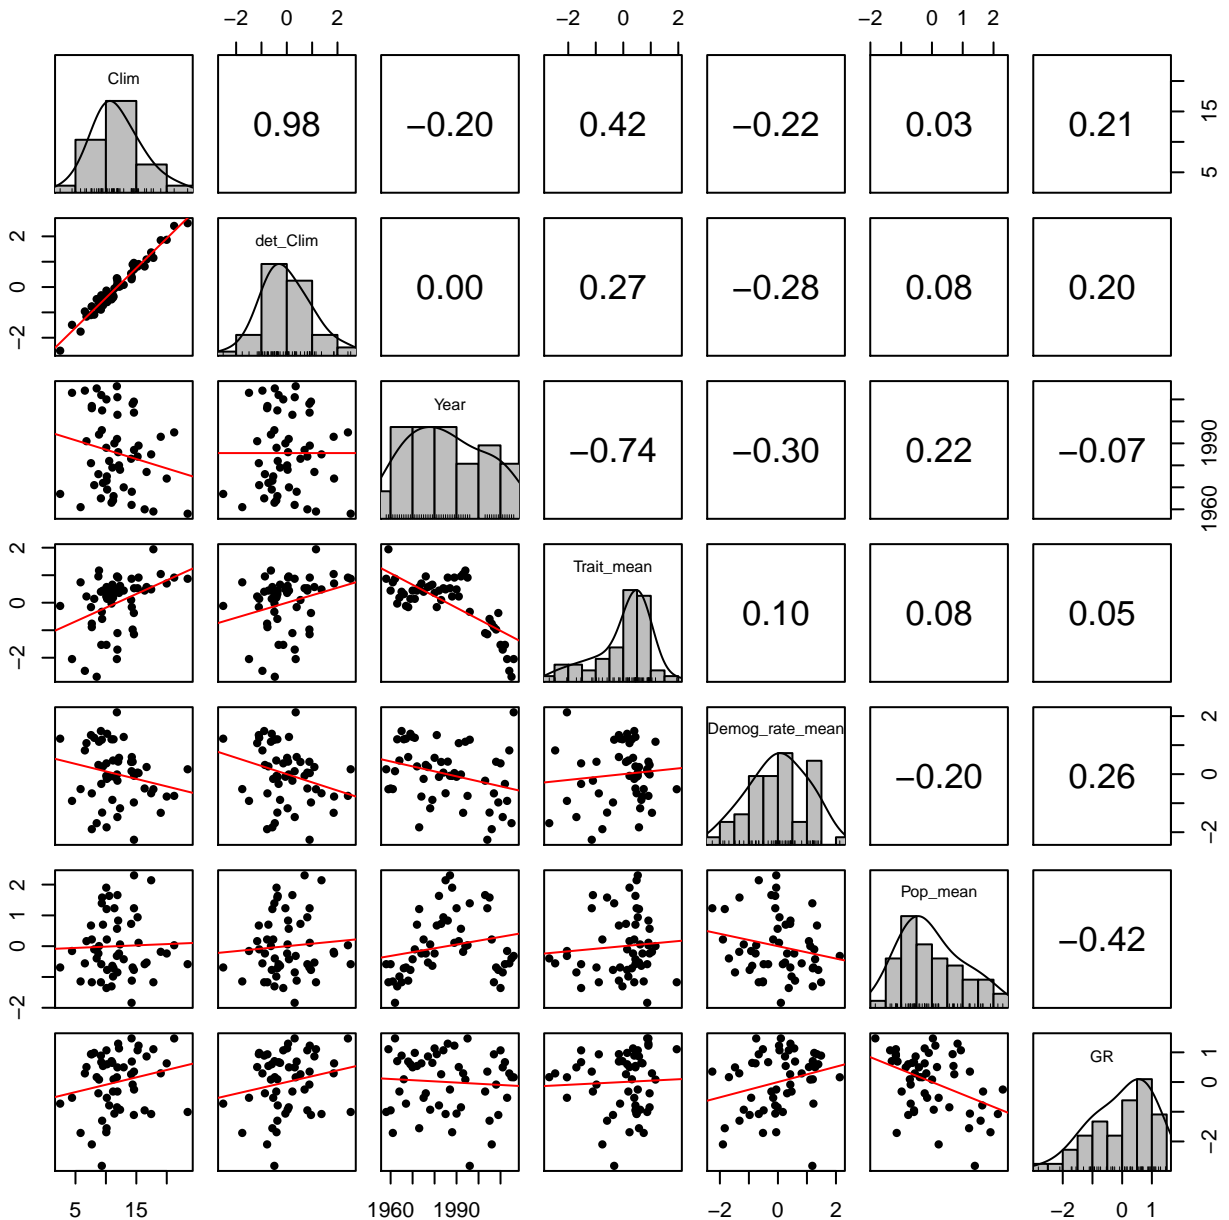 −2 0 2 −2 0 2 −2 0 1 2
Clim 0.98 −0.20 0.42 −0.22 0.03 0.21 5 15
−2 0 2 det_Clim 0.00 0.27 −0.28 0.08 0.20
Year −0.74 −0.30 0.22 −0.07 1960 1990
−2 0 2 Trait_mean 0.10 0.08 0.05
Demog_rate_mean −0.20 0.26 −2 0 2
−2 0 1 2 Pop_mean −0.42
GR −2 0 1
5 15 1960 1990 −2 0 2 −2 0 1